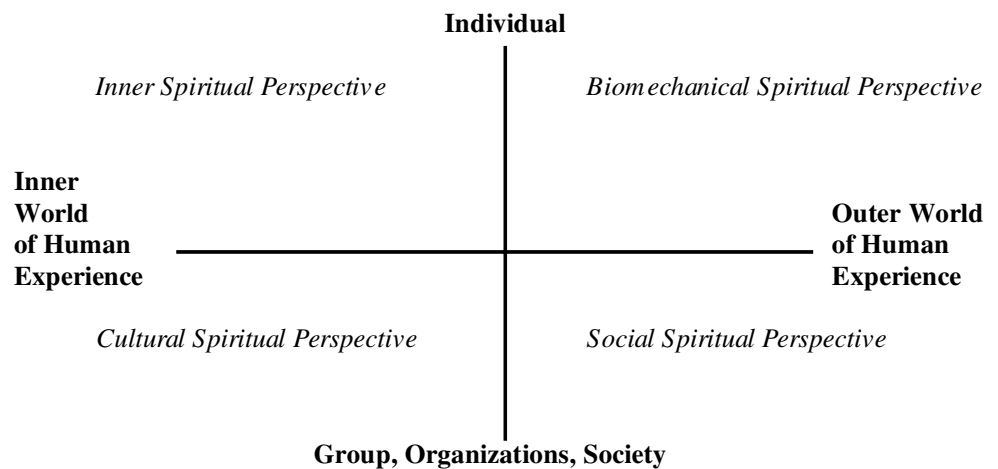 Individual
Inner Spiritual Perspective
Biomechanical Spiritual Perspective
Inner
World
of Human
Experience
Outer World
of Human
Experience
Cultural Spiritual Perspective
Social Spiritual Perspective
Group, Organizations, Society